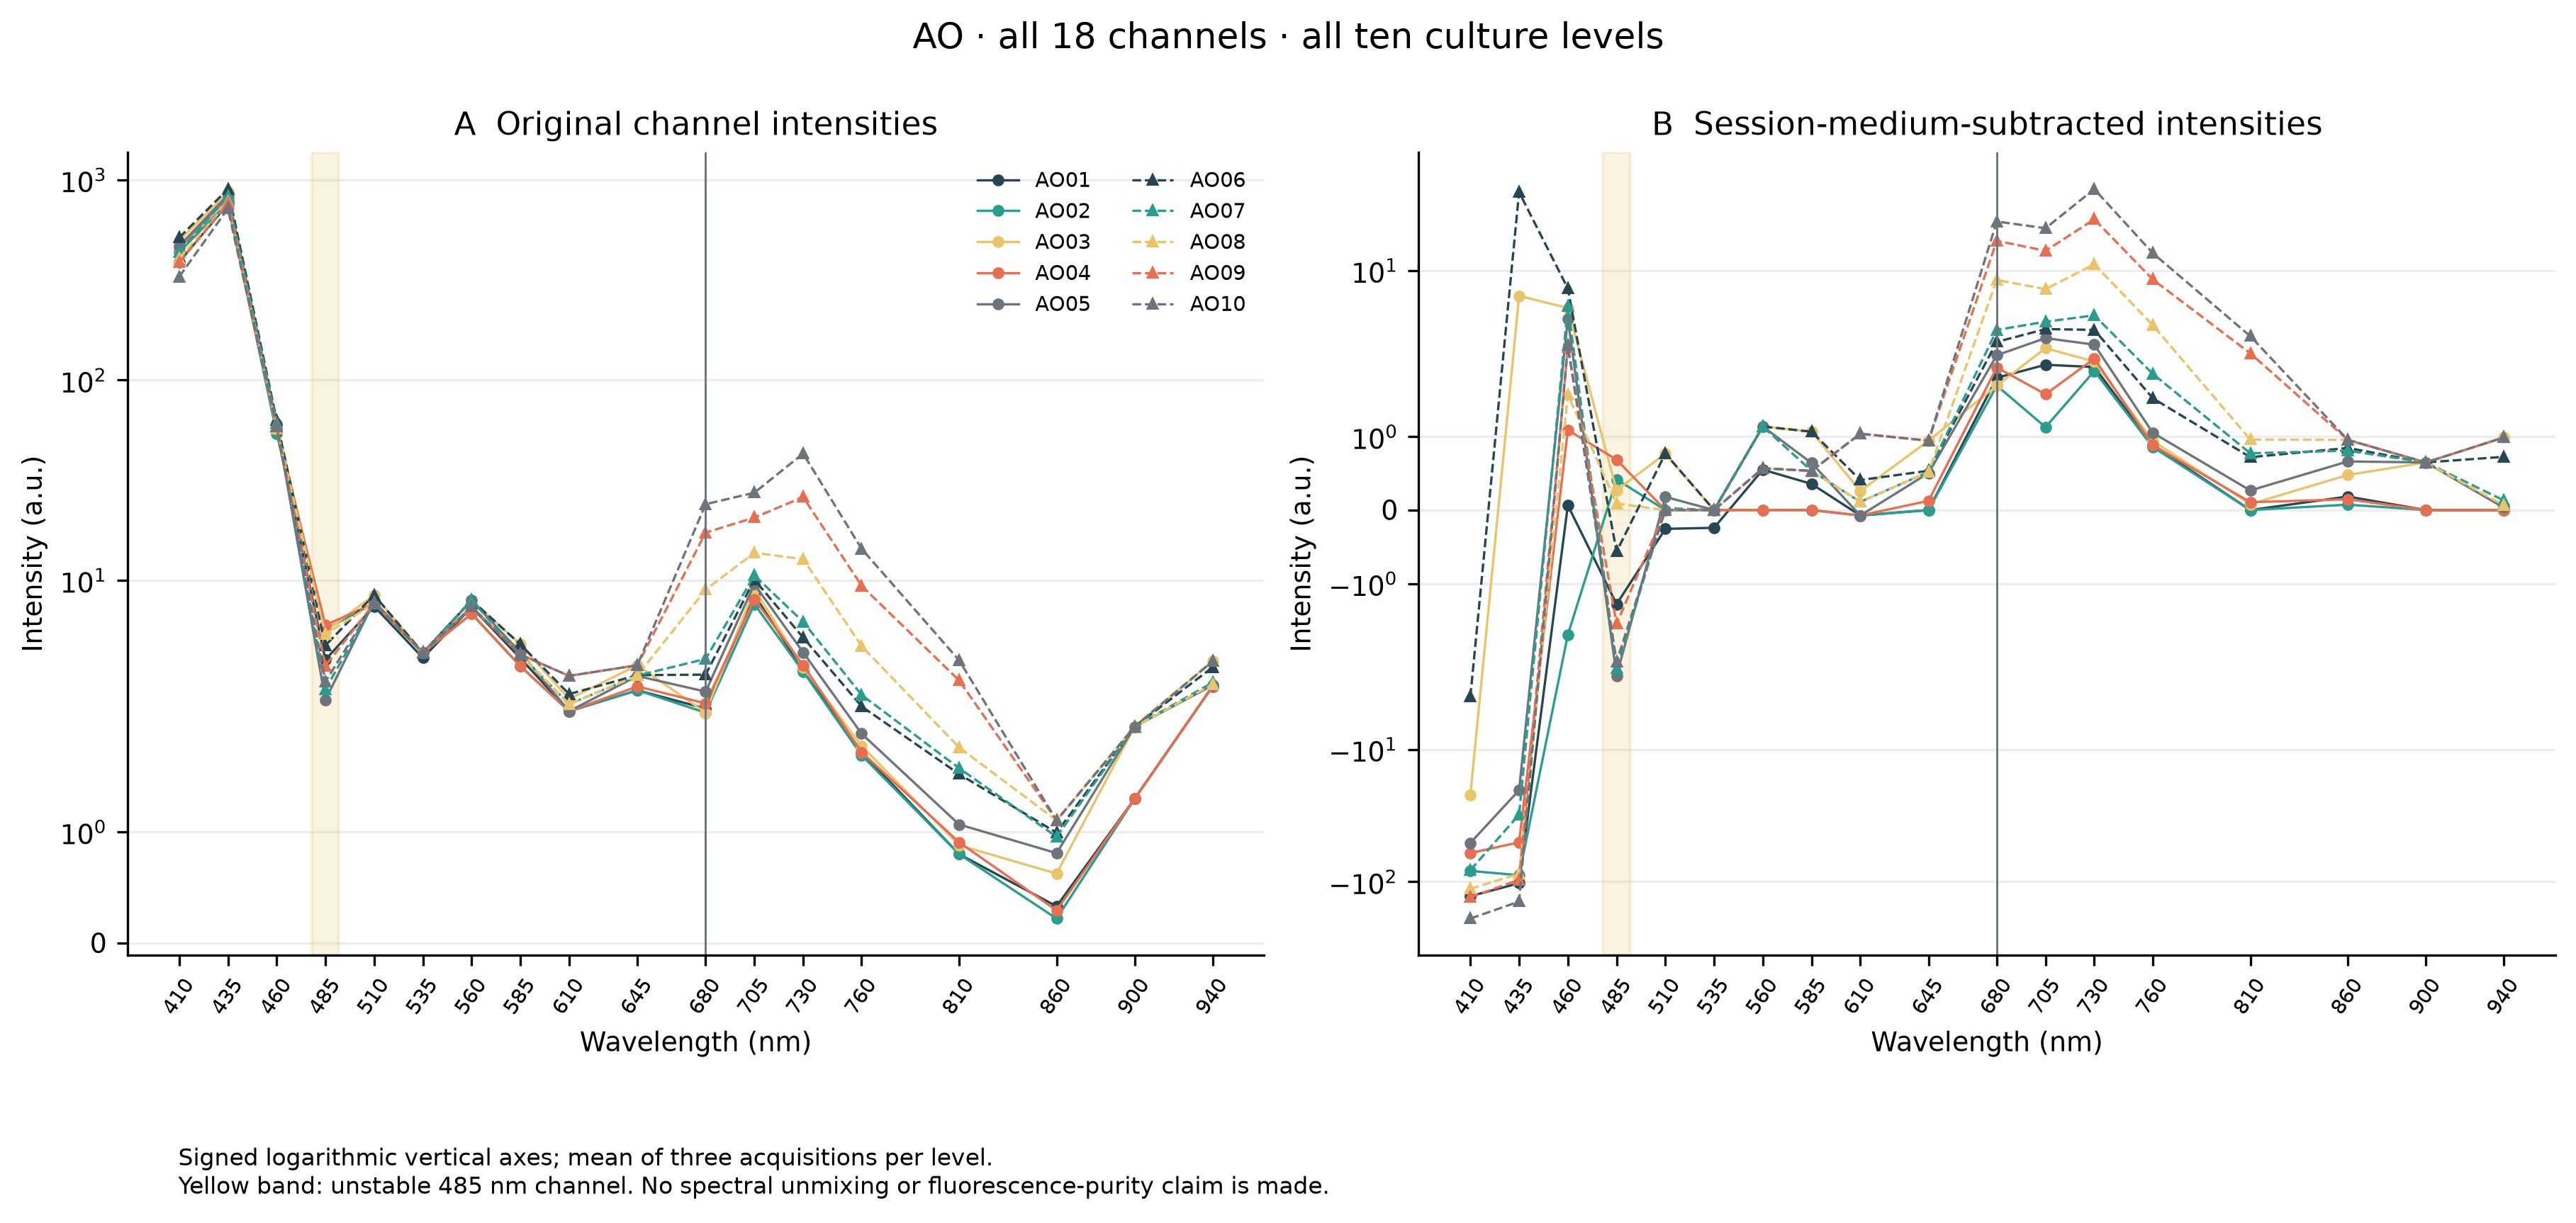 AO · all 18 channels · all ten culture levels
A Original channel intensities
Intensity (a.u.)
10³
10²
10¹
10⁰
0
AO01
AO02
AO03
AO04
AO05
AO06
AO07
AO08
AO09
AO10
410 435 460 485 510 535 560 585 610 645 680 705 730 760 810 860 900 940
Wavelength (nm)
B Session-medium-subtracted intensities
Intensity (a.u.)
10¹
10⁰
0
−10⁰
−10¹
−10²
410 435 460 485 510 535 560 585 610 645 680 705 730 760 810 860 900 940
Wavelength (nm)
Signed logarithmic vertical axes; mean of three acquisitions per level.
Yellow band: unstable 485 nm channel. No spectral unmixing or fluorescence-purity claim is made.